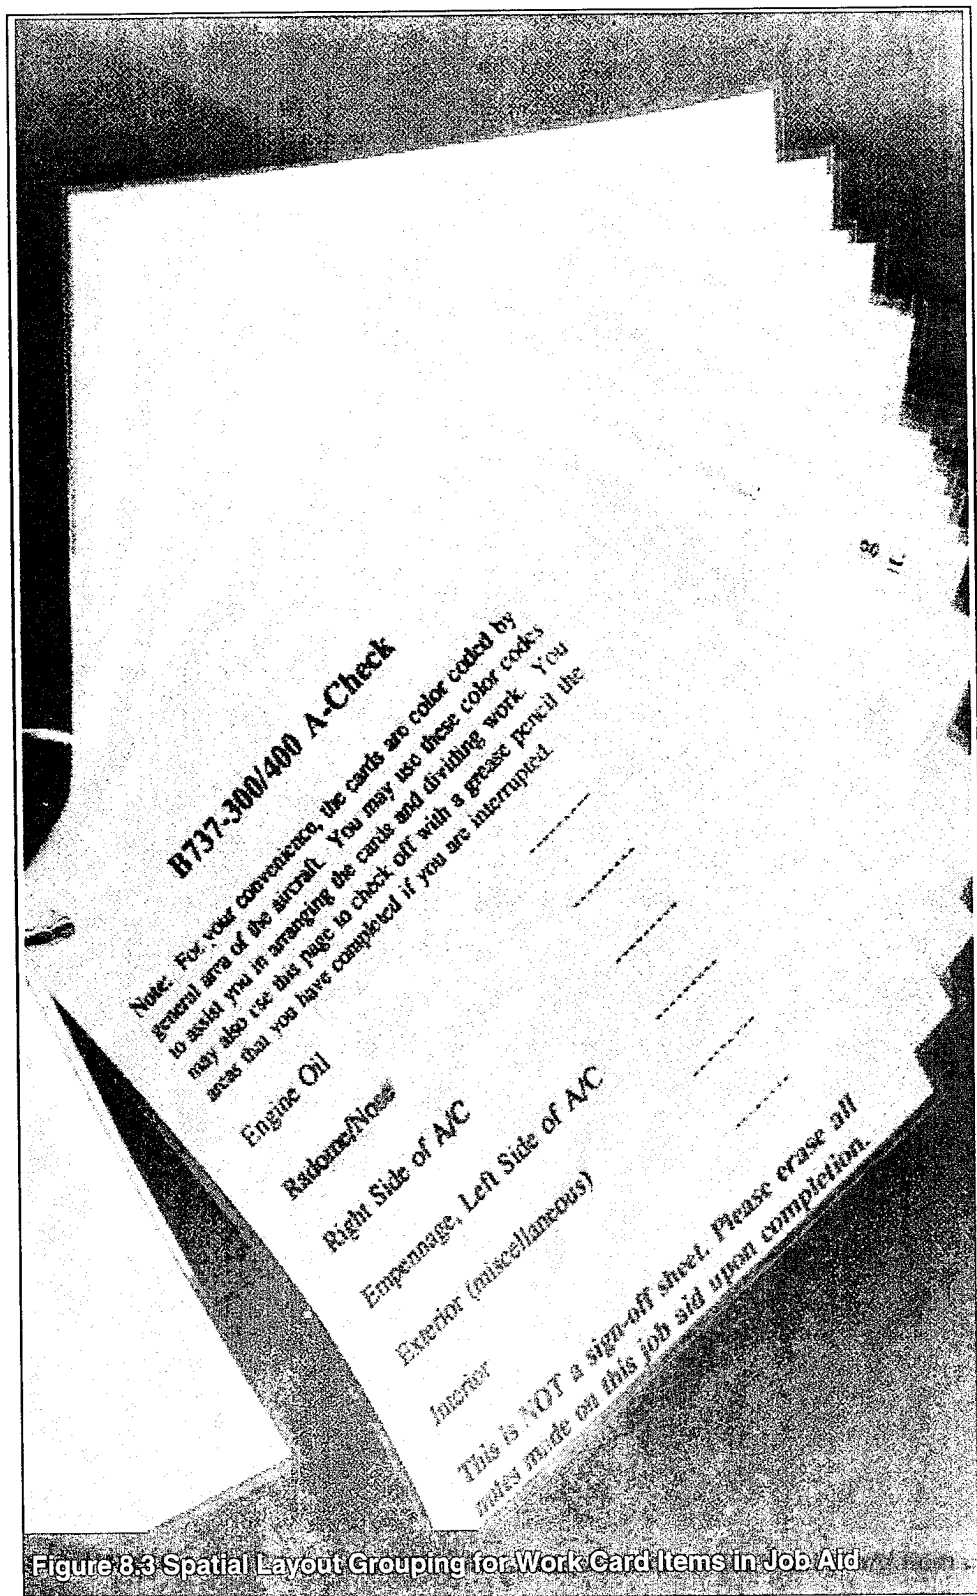 B737-300/400 A-Check
Note: For your convenience, the cards are color coded by
general area of the aircraft. You may use these color codes
to assist you in arranging the cards and dividing work. You
may also use this page to check off with a grease pencil the
areas that you have completed if you are interrupted.
Engine Oil
Radome/Nose
Right Side of A/C
Empennage, Left Side of A/C
Exterior (miscellaneous)
Interior
This is NOT a sign-off sheet. Please erase all
made on this job aid upon completion.
Figure 8.3 Spatial Layout Grouping for Work Card Items in Job Aid